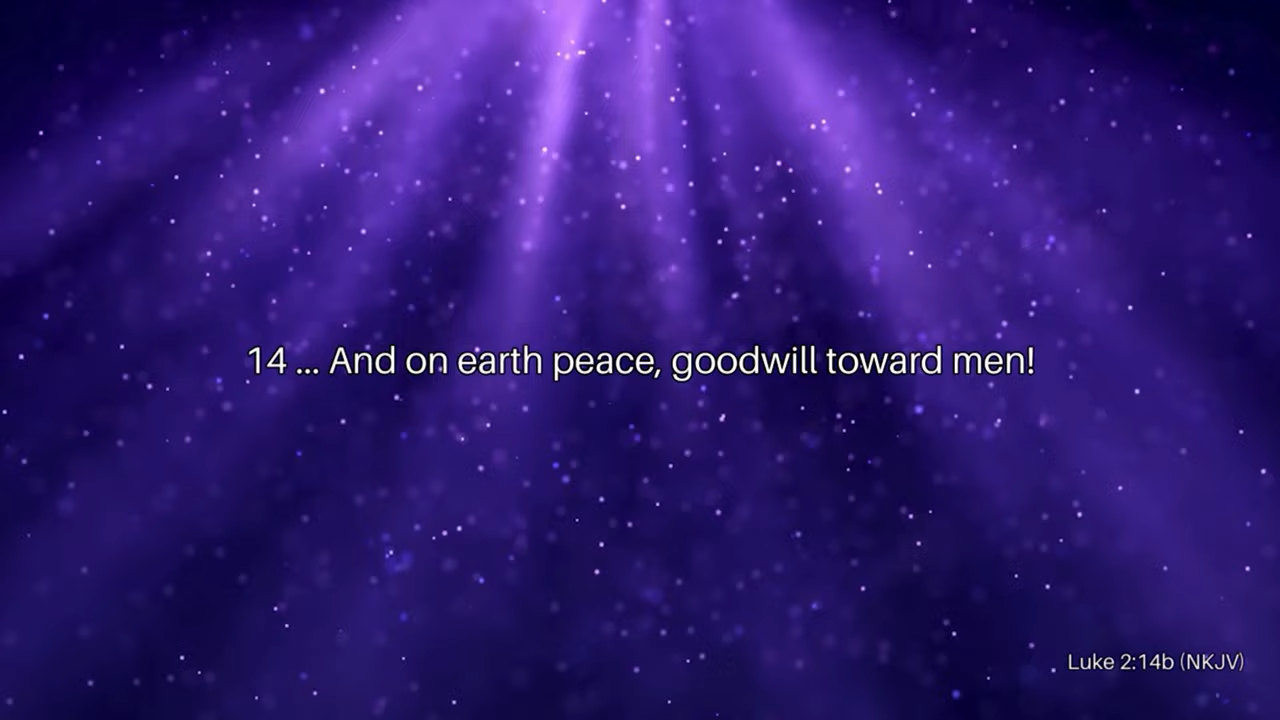 14 ... And on earth peace, goodwill toward men!
Luke 2:14b (NKJV)